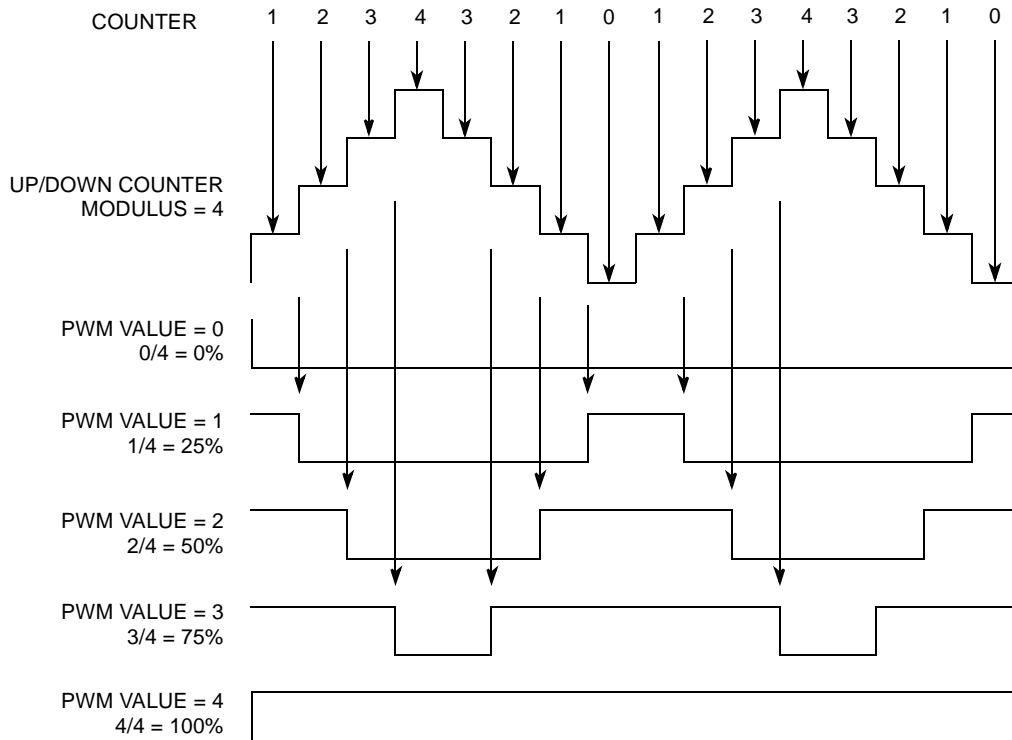 COUNTER 1 2 3 4 3 2 1 0 1 2 3 4 3 2 1 0
UP/DOWN COUNTER
MODULUS = 4
PWM VALUE = 0
0/4 = 0%
PWM VALUE = 1
1/4 = 25%
PWM VALUE = 2
2/4 = 50%
PWM VALUE = 3
3/4 = 75%
PWM VALUE = 4
4/4 = 100%